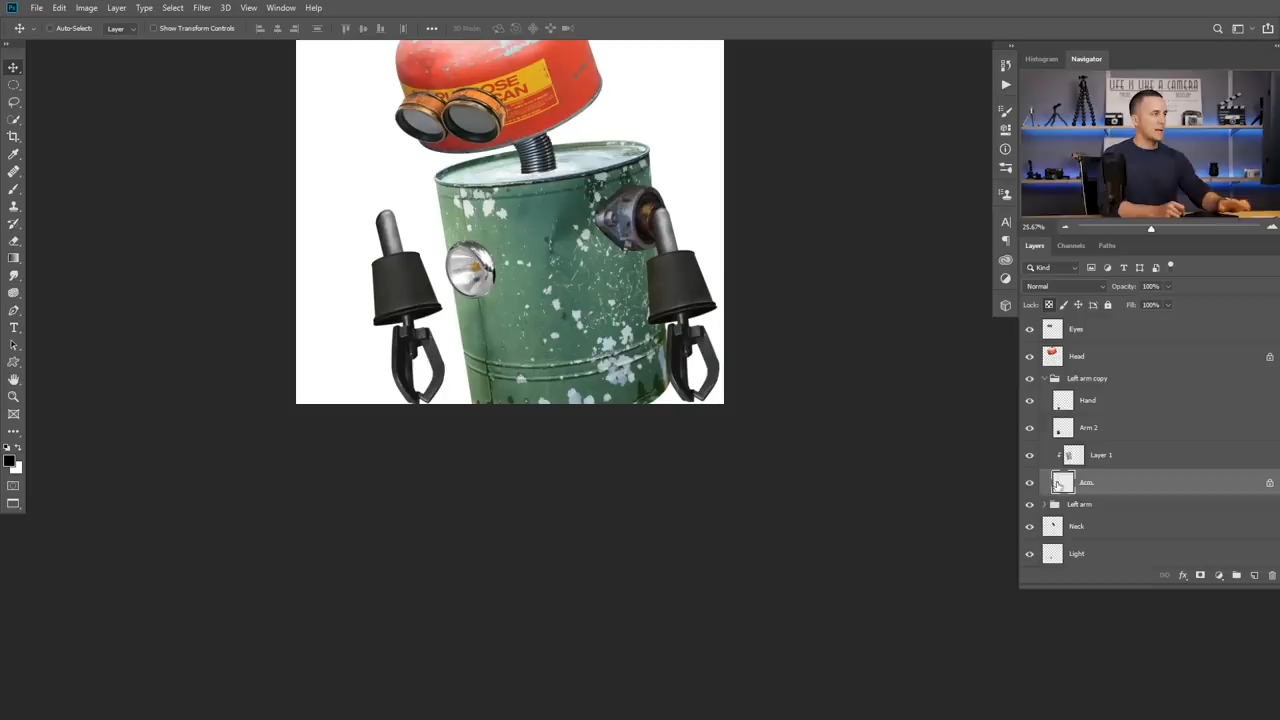 Ps File Edit Image Layer Type Select Filter 3D View Window Help
Auto-Select: Layer Show Transform Controls 3D Mode:
Histogram Navigator
LIFE IS LIKE A CAMERA
OSE
CAN
25.67%
Layers Channels Paths
Kind
Normal Opacity: 100%
Lock: Fill: 100%
Eyes
Head
Left arm copy
Hand
Arm 2
Layer 1
Arm.
Left arm
Neck
Light